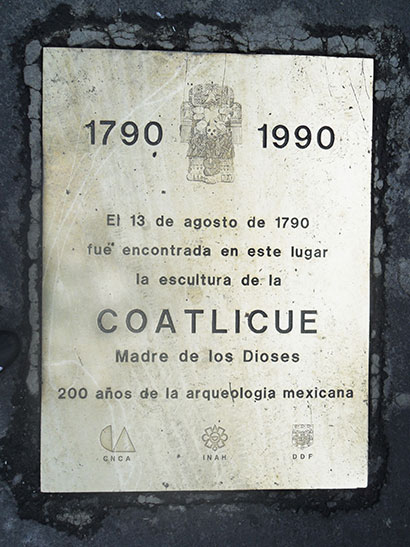 1790 1990
El 13 de agosto de 1790
fué encontrada en este lugar
la escultura de la
COATLICUE
Madre de los Dioses
200 años de la arqueologia mexicana
CNCA INAH DDF